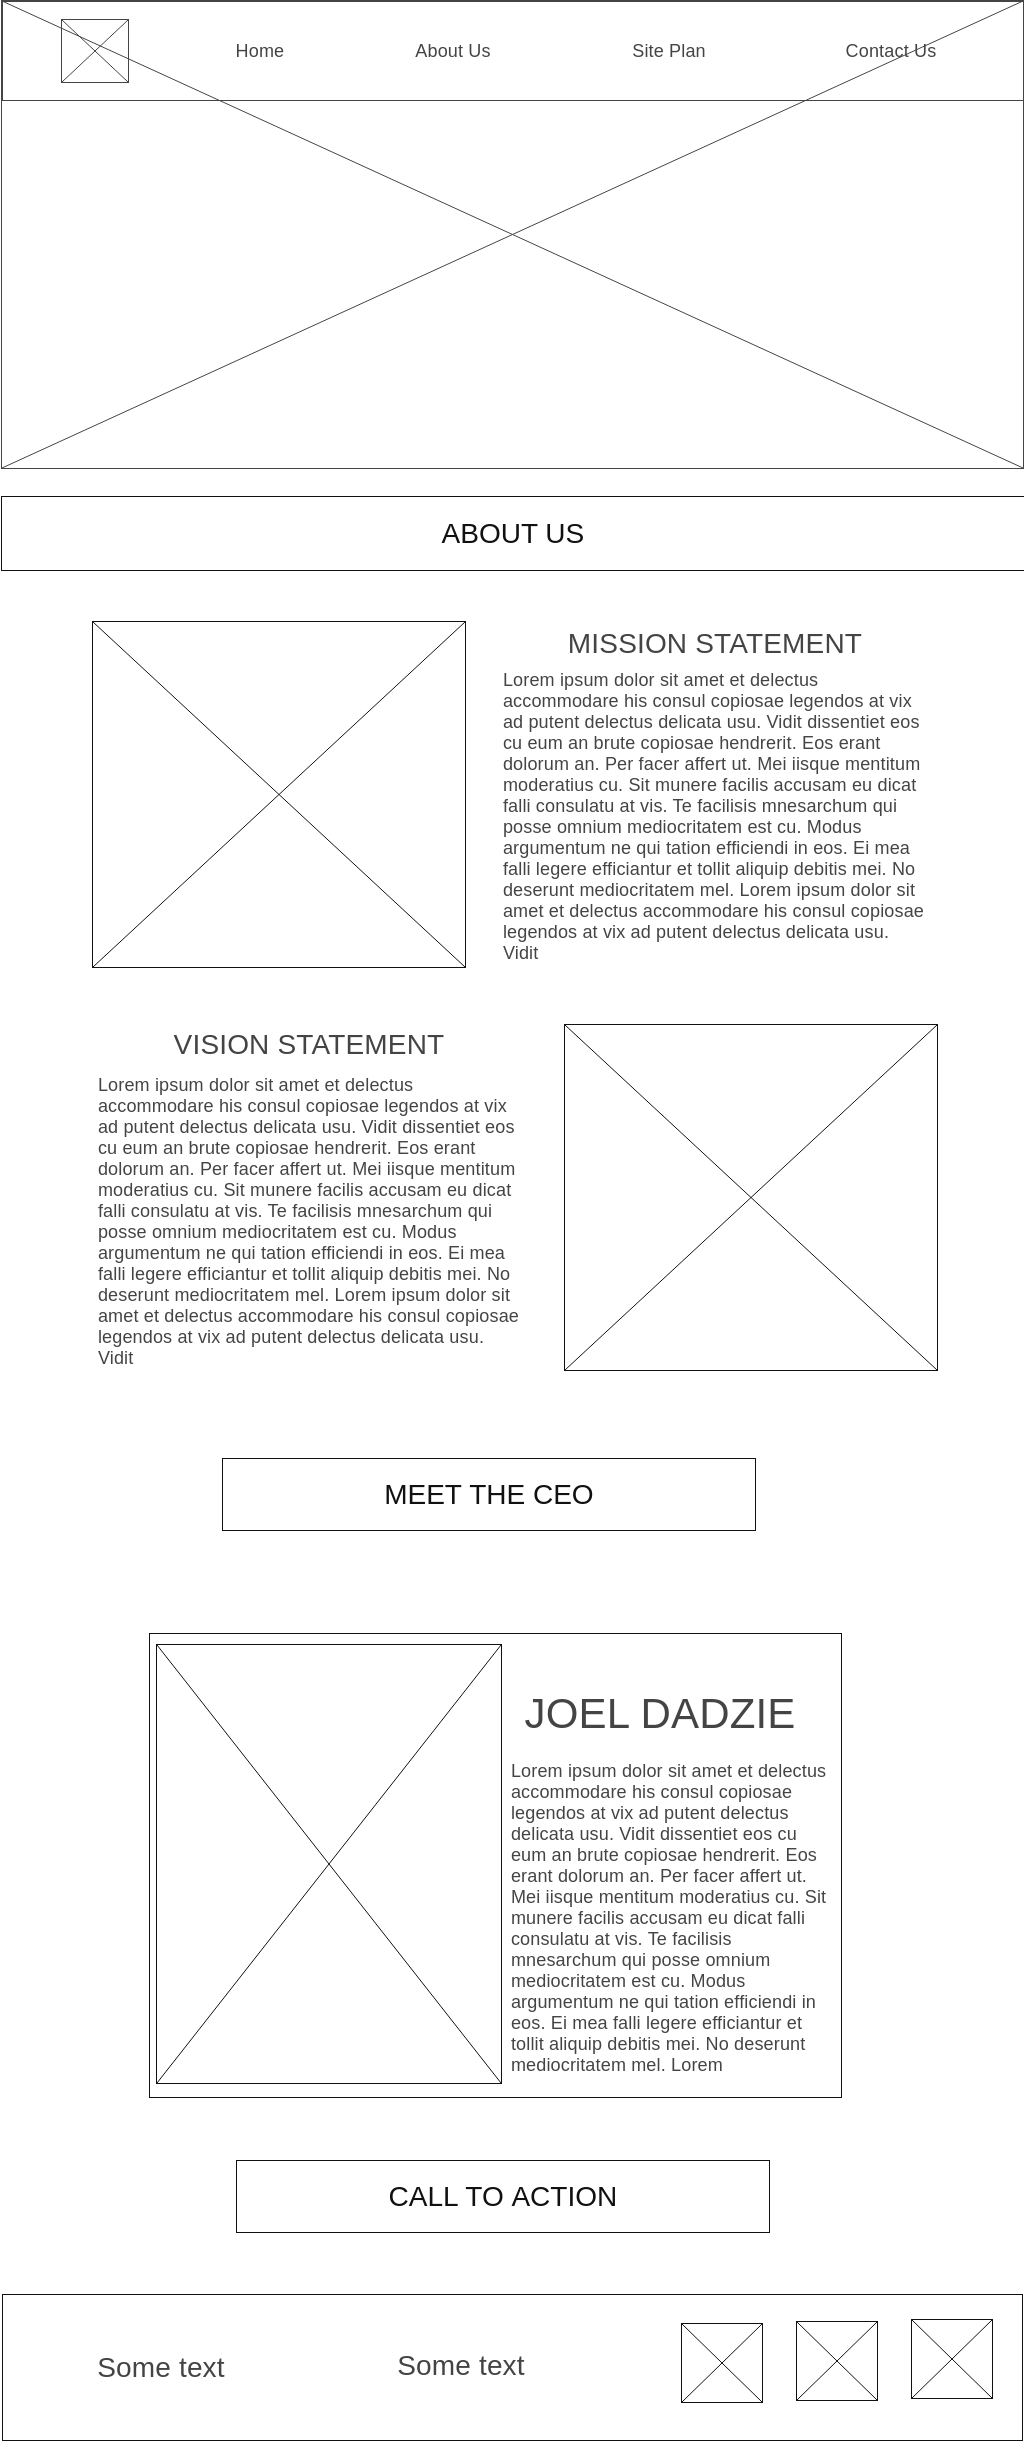 Home About Us Site Plan Contact Us
ABOUT US
MISSION STATEMENT
Lorem ipsum dolor sit amet et delectus
accommodare his consul copiosae legendos at vix
ad putent delectus delicata usu. Vidit dissentiet eos
cu eum an brute copiosae hendrerit. Eos erant
dolorum an. Per facer affert ut. Mei iisque mentitum
moderatius cu. Sit munere facilis accusam eu dicat
falli consulatu at vis. Te facilisis mnesarchum qui
posse omnium mediocritatem est cu. Modus
argumentum ne qui tation efficiendi in eos. Ei mea
falli legere efficiantur et tollit aliquip debitis mei. No
deserunt mediocritatem mel. Lorem ipsum dolor sit
amet et delectus accommodare his consul copiosae
legendos at vix ad putent delectus delicata usu.
Vidit
VISION STATEMENT
Lorem ipsum dolor sit amet et delectus
accommodare his consul copiosae legendos at vix
ad putent delectus delicata usu. Vidit dissentiet eos
cu eum an brute copiosae hendrerit. Eos erant
dolorum an. Per facer affert ut. Mei iisque mentitum
moderatius cu. Sit munere facilis accusam eu dicat
falli consulatu at vis. Te facilisis mnesarchum qui
posse omnium mediocritatem est cu. Modus
argumentum ne qui tation efficiendi in eos. Ei mea
falli legere efficiantur et tollit aliquip debitis mei. No
deserunt mediocritatem mel. Lorem ipsum dolor sit
amet et delectus accommodare his consul copiosae
legendos at vix ad putent delectus delicata usu.
Vidit
MEET THE CEO
JOEL DADZIE
Lorem ipsum dolor sit amet et delectus
accommodare his consul copiosae
legendos at vix ad putent delectus
delicata usu. Vidit dissentiet eos cu
eum an brute copiosae hendrerit. Eos
erant dolorum an. Per facer affert ut.
Mei iisque mentitum moderatius cu. Sit
munere facilis accusam eu dicat falli
consulatu at vis. Te facilisis
mnesarchum qui posse omnium
mediocritatem est cu. Modus
argumentum ne qui tation efficiendi in
eos. Ei mea falli legere efficiantur et
tollit aliquip debitis mei. No deserunt
mediocritatem mel. Lorem
CALL TO ACTION
Some text Some text